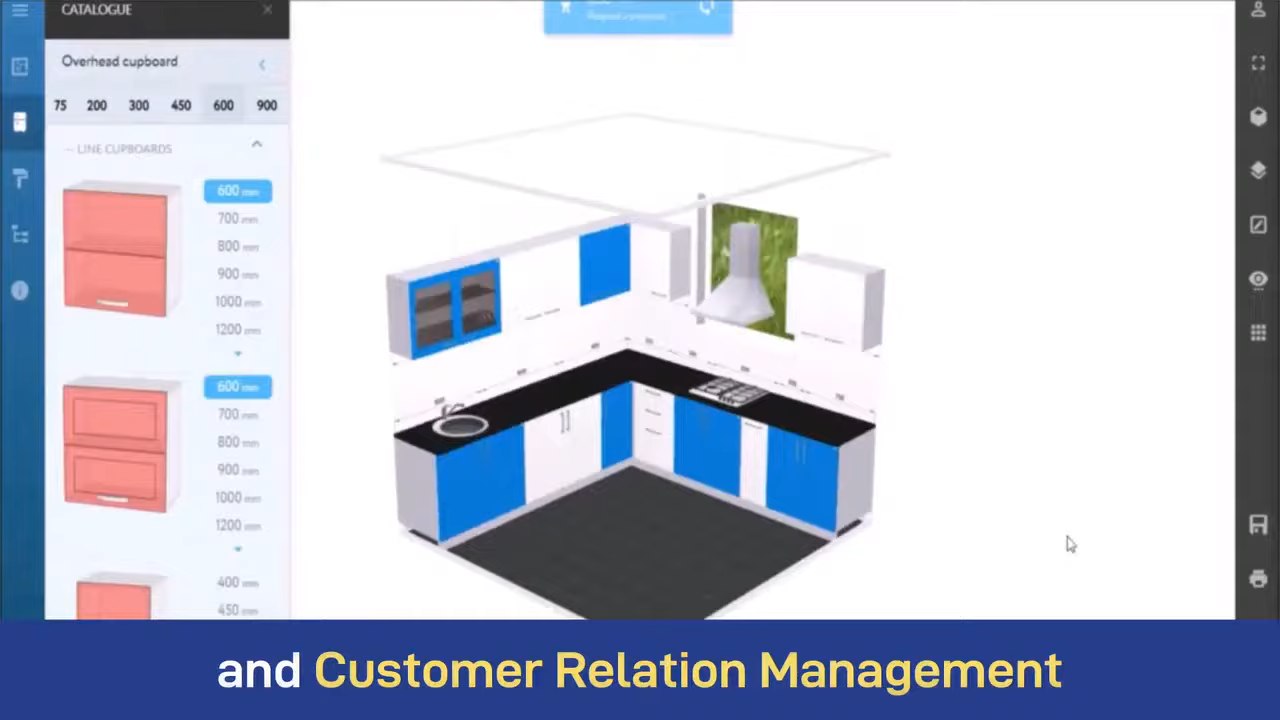 CATALOGUE
Overhead cupboard
75 200 300 450 600 900
LINE CUPBOARDS
600 mm
700 mm
800 mm
900 mm
1000 mm
1200 mm
600 mm
700 mm
800 mm
900 mm
1000 mm
1200 mm
400 mm
450 mm
and Customer Relation Management